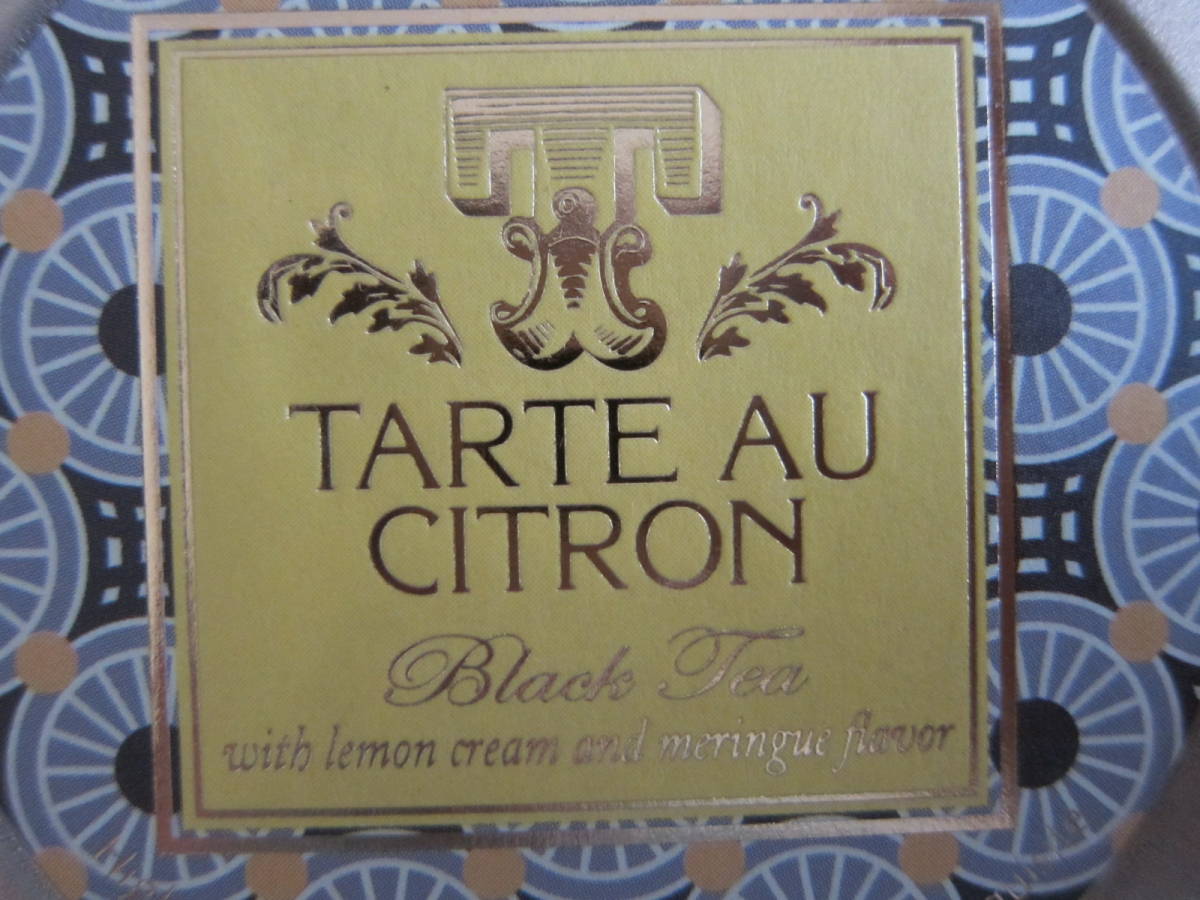 T
TARTE AU
CITRON
Black Tea
with lemon cream and meringue flavor